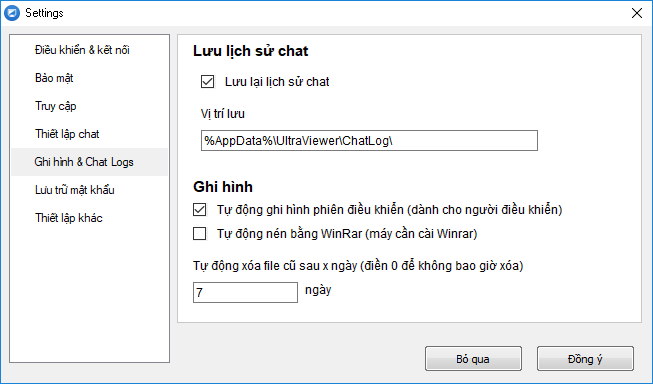 Settings
Điều khiển & kết nối
Bảo mật
Truy cập
Thiết lập chat
Ghi hình & Chat Logs
Lưu trữ mật khẩu
Thiết lập khác
Lưu lịch sử chat
Lưu lại lịch sử chat
Vị trí lưu
%AppData%\UltraViewer\ChatLog\
Ghi hình
Tự động ghi hình phiên điều khiển (dành cho người điều khiển)
Tự động nén bằng WinRar (máy cần cài Winrar)
Tự động xóa file cũ sau x ngày (điền 0 để không bao giờ xóa)
7 ngày
Bỏ qua
Đồng ý